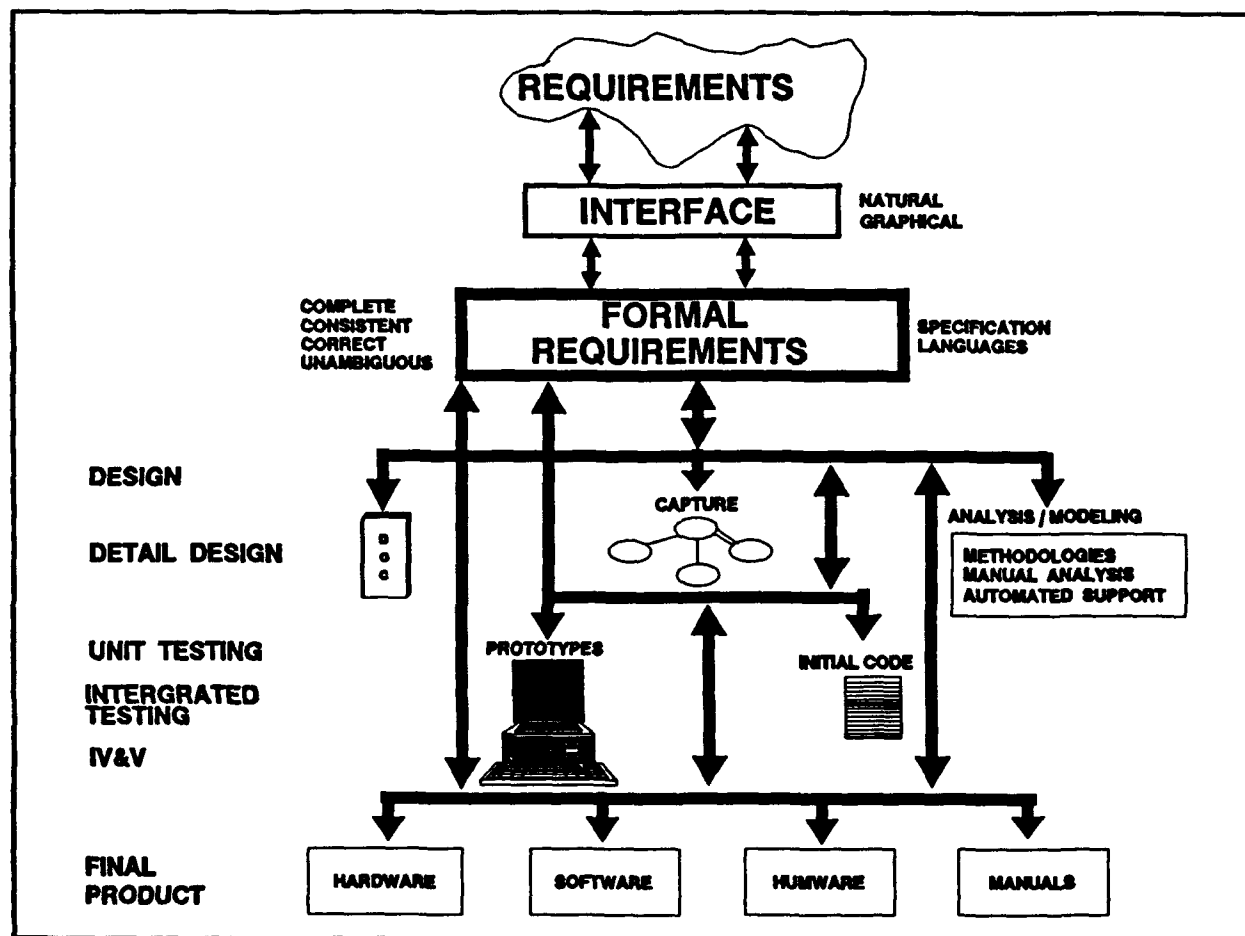 REQUIREMENTS
INTERFACE
NATURAL
GRAPHICAL
COMPLETE
CONSISTENT
CORRECT
UNAMBIGUOUS
FORMAL
REQUIREMENTS
SPECIFICATION
LANGUAGES
DESIGN
CAPTURE
ANALYSIS / MODELING
DETAIL DESIGN
D
O
C
METHODOLOGIES
MANUAL ANALYSIS
AUTOMATED SUPPORT
UNIT TESTING
PROTOTYPES
INITIAL CODE
INTERGRATED
TESTING
IV&V
FINAL
PRODUCT
HARDWARE
SOFTWARE
HUMWARE
MANUALS